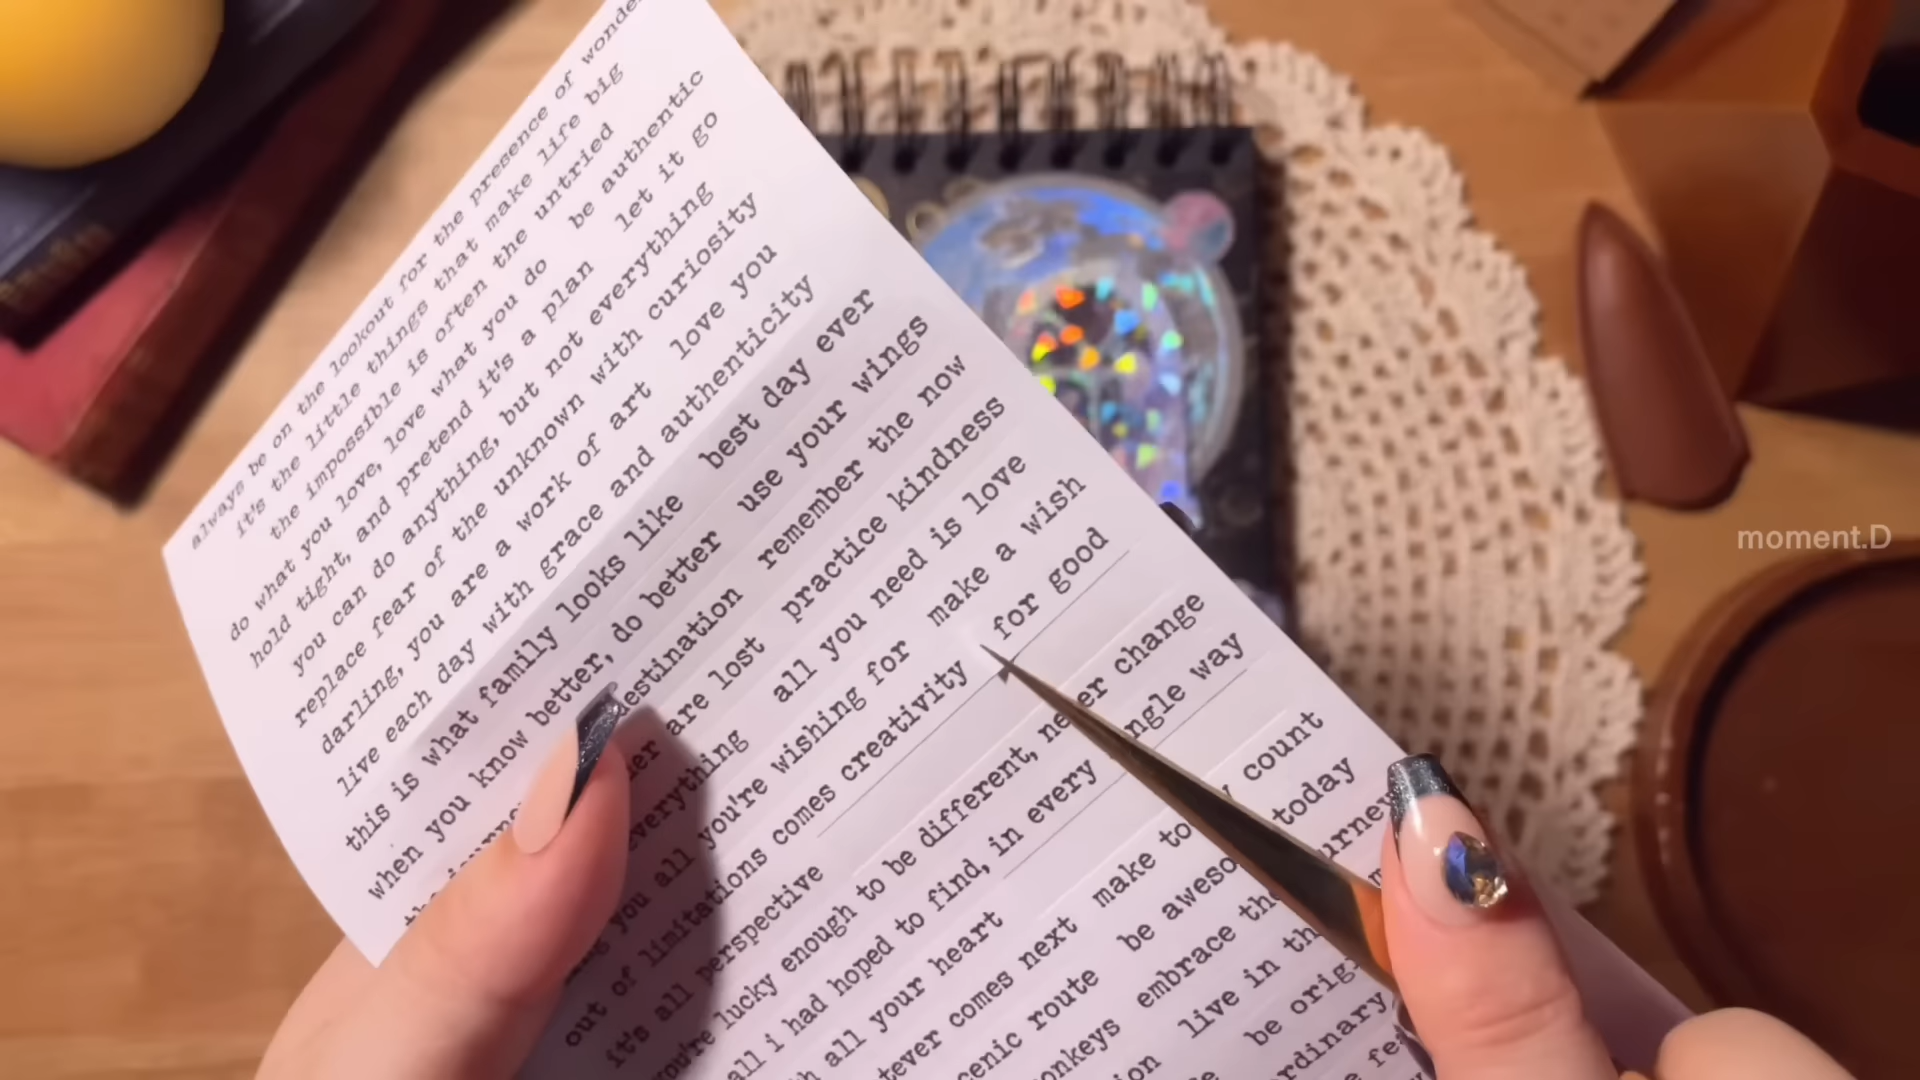 always be on the lookout for the presence of
it's the little things that make life big
the impossible is often the untried
do what you love, love what you do be authentic
hold tight, and pretend it's a plan let it go
you can do anything, but not everything
replace fear of the unknown with curiosity
darling, you are a work of art love you
live each day with grace and authenticity
this is what family looks like best day ever
when you know better, do better use your wings
destination remember the now
are lost practice kindness
everything all you need is love
you all you're wishing for make a wish
out of limitations comes creativity for good
it's all perspective
you're lucky enough to be different, never change
all i had hoped to find, in every way
all your heart count
comes next make today
scenic route be
embrace the
live in
be
moment.D